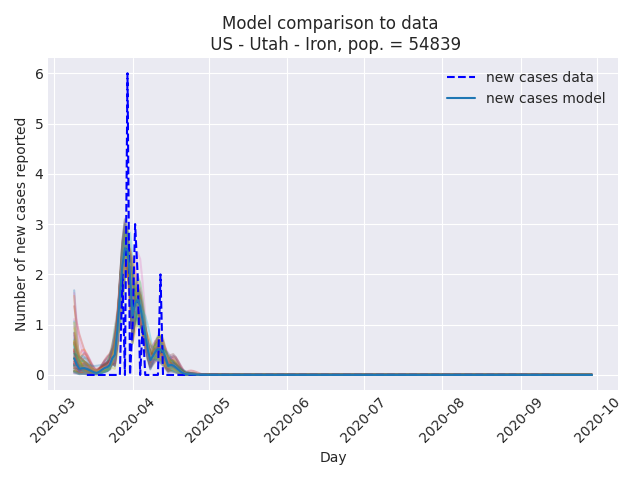 Model comparison to data
US - Utah - Iron, pop. = 54839
new cases data
new cases model
Number of new cases reported
6
5
4
3
2
1
0
2020-03
2020-04
2020-05
2020-06
2020-07
2020-08
2020-09
2020-10
Day